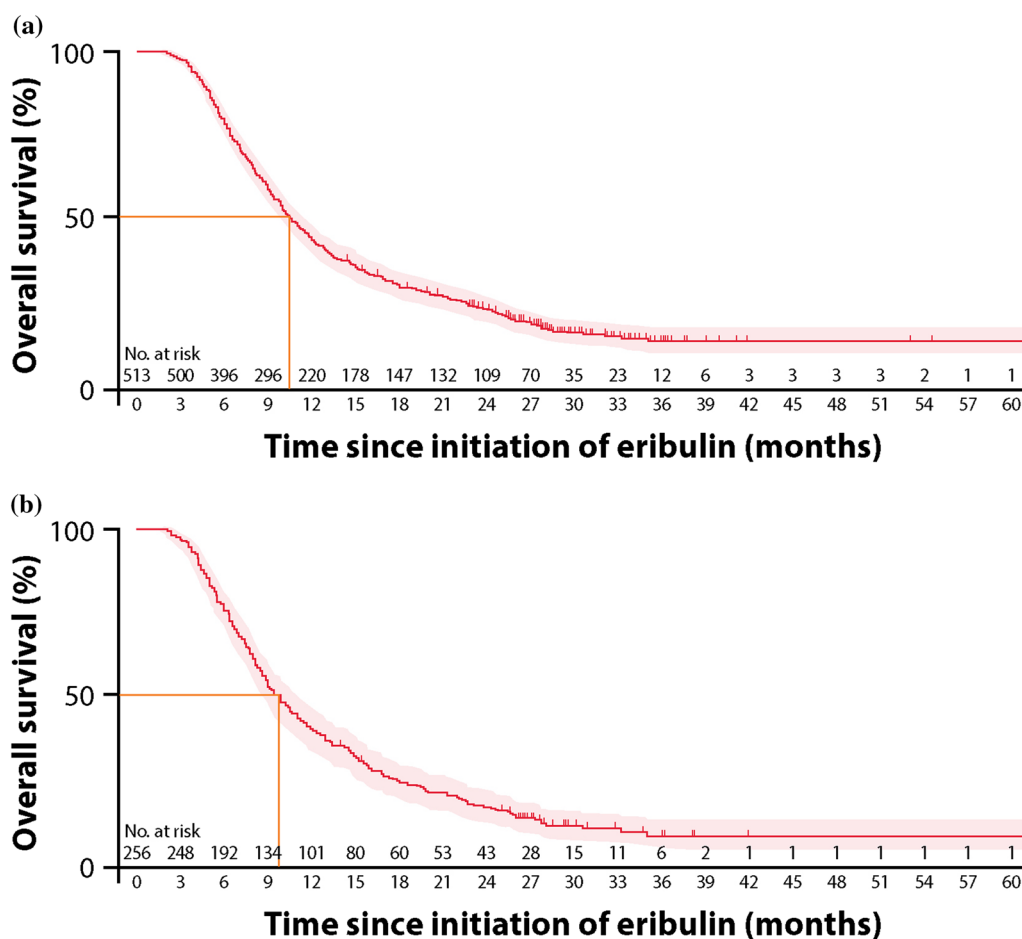 (a)
100
50
0
Overall survival (%)
No. at risk
513 500 396 296 220 178 147 132 109 70 35 23 12 6 3 3 3 3 2 1 1
0 3 6 9 12 15 18 21 24 27 30 33 36 39 42 45 48 51 54 57 60
Time since initiation of eribulin (months)
(b)
100
50
0
Overall survival (%)
No. at risk
256 248 192 134 101 80 60 53 43 28 15 11 6 2 1 1 1 1 1 1 1
0 3 6 9 12 15 18 21 24 27 30 33 36 39 42 45 48 51 54 57 60
Time since initiation of eribulin (months)